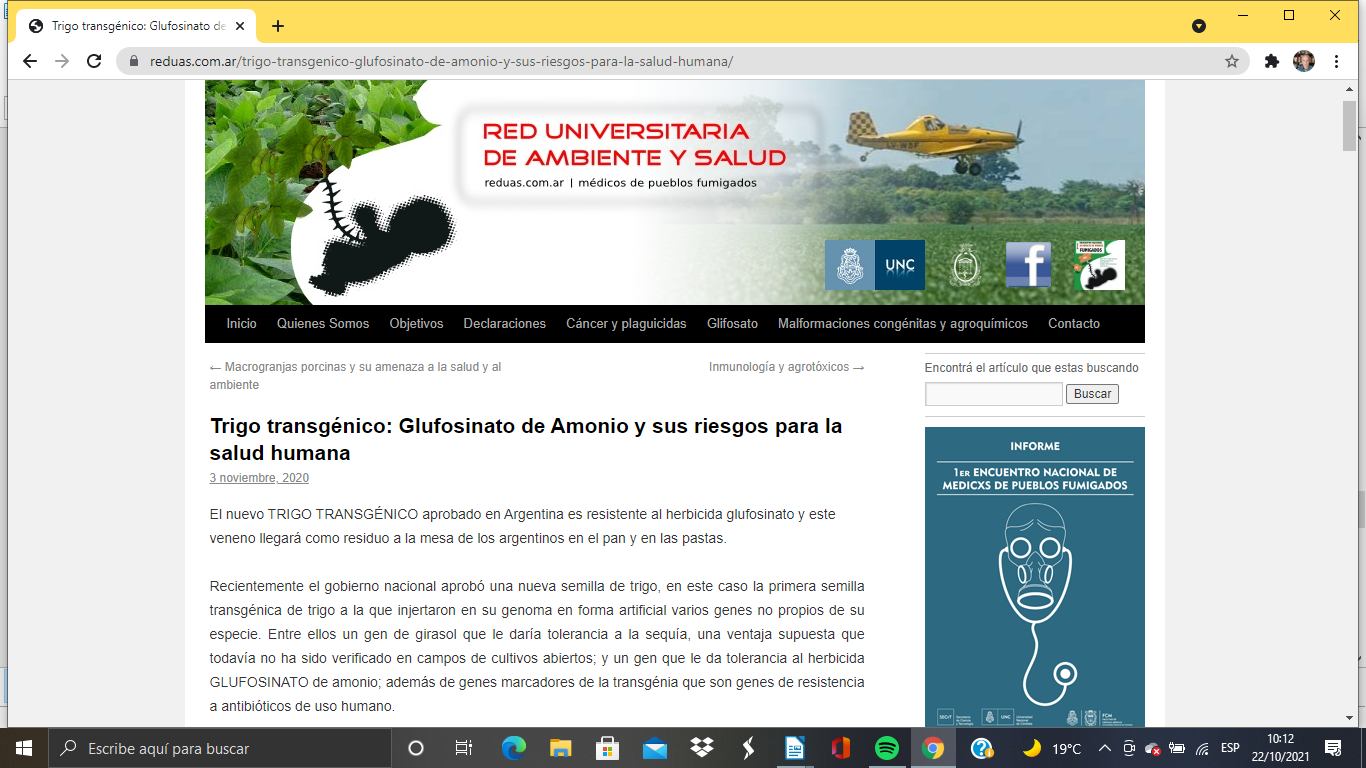 Trigo transgénico: Glufosinato de
reduas.com.ar/trigo-transgenico-glufosinato-de-amonio-y-sus-riesgos-para-la-salud-humana/
RED UNIVERSITARIA
DE AMBIENTE Y SALUD
reduas.com.ar | médicos de pueblos fumigados
LV-WBF
UNC
FUMIGADOS
Inicio Quienes Somos Objetivos Declaraciones Cáncer y plaguicidas Glifosato Malformaciones congénitas y agroquímicos Contacto
← Macrogranjas porcinas y su amenaza a la salud y al
ambiente
Inmunología y agrotóxicos →
Trigo transgénico: Glufosinato de Amonio y sus riesgos para la
salud humana
3 noviembre, 2020
El nuevo TRIGO TRANSGÉNICO aprobado en Argentina es resistente al herbicida glufosinato y este
veneno llegará como residuo a la mesa de los argentinos en el pan y en las pastas.
Recientemente el gobierno nacional aprobó una nueva semilla de trigo, en este caso la primera semilla
transgénica de trigo a la que injertaron en su genoma en forma artificial varios genes no propios de su
especie. Entre ellos un gen de girasol que le daría tolerancia a la sequía, una ventaja supuesta que
todavía no ha sido verificado en campos de cultivos abiertos; y un gen que le da tolerancia al herbicida
GLUFOSINATO de amonio; además de genes marcadores de la transgénia que son genes de resistencia
a antibióticos de uso humano.
Encontrá el artículo que estas buscando
Buscar
INFORME
1ER ENCUENTRO NACIONAL DE
MEDICXS DE PUEBLOS FUMIGADOS
SECyT UNC FCM
Escribe aquí para buscar
19°C
ESP
10:12
22/10/2021